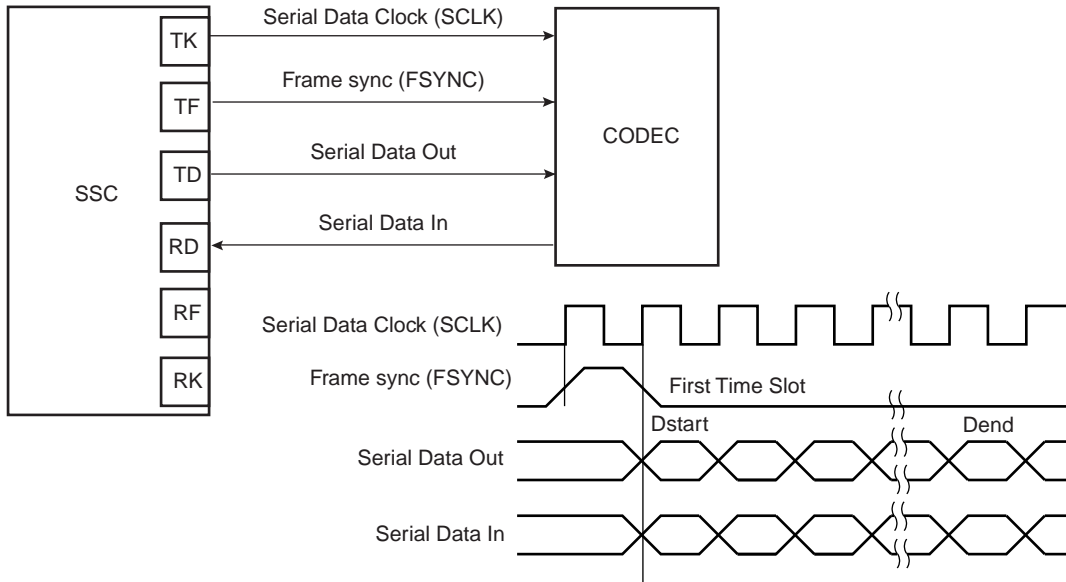 Serial Data Clock (SCLK)
TK
Frame sync (FSYNC)
TF
CODEC
Serial Data Out
TD
SSC
Serial Data In
RD
RF
Serial Data Clock (SCLK)
RK
Frame sync (FSYNC)
First Time Slot
Dstart
Dend
Serial Data Out
Serial Data In